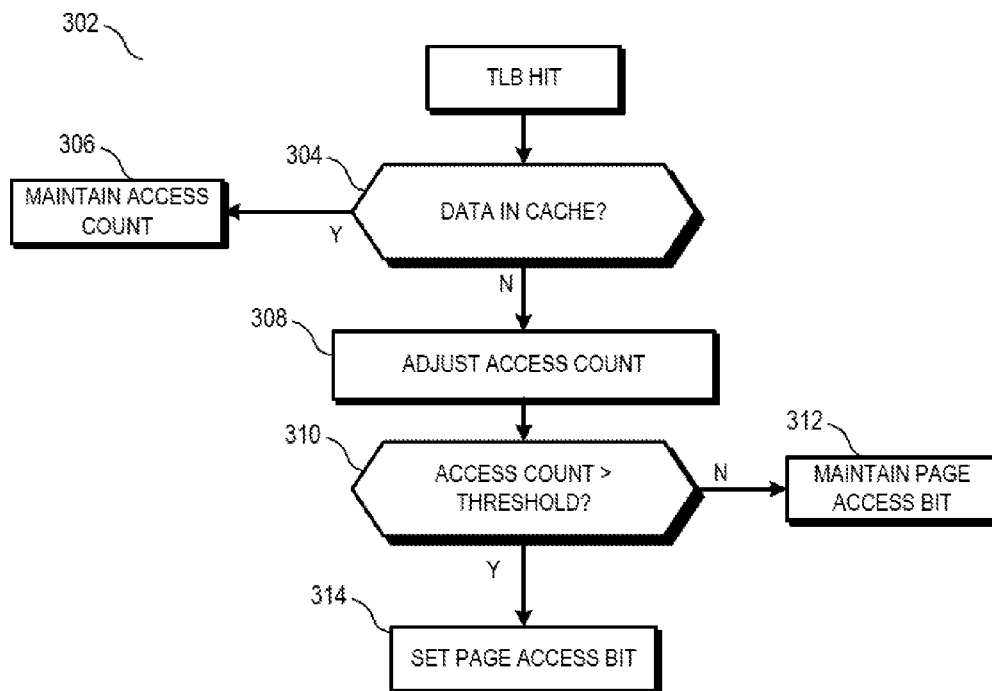 302
TLB HIT
304
DATA IN CACHE?
306
MAINTAIN ACCESS
COUNT
Y
N
308
ADJUST ACCESS COUNT
310
ACCESS COUNT >
THRESHOLD?
N
312
MAINTAIN PAGE
ACCESS BIT
Y
314
SET PAGE ACCESS BIT